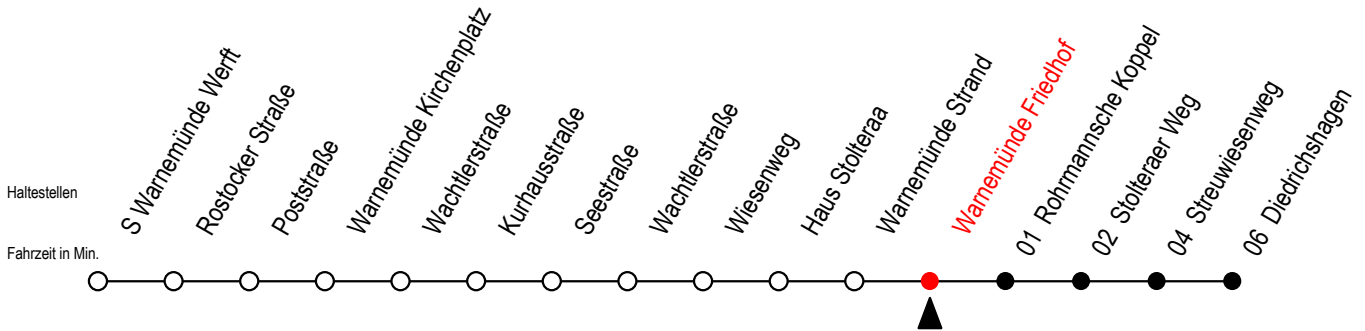 Haltestellen
Fahrzeit in Min.
S Warnemünde Werft
Rostocker Straße
Poststraße
Warnemünde Kirchenplatz
Wachtlerstraße
Kurhausstraße
Seestraße
Wachtlerstraße
Wiesenweg
Haus Stolteraa
Warnemünde Strand
Warnemünde Friedhof
01 Rohrmannsche Koppel
02 Stolteraer Weg
04 Streuwiesenweg
06 Diedrichshagen